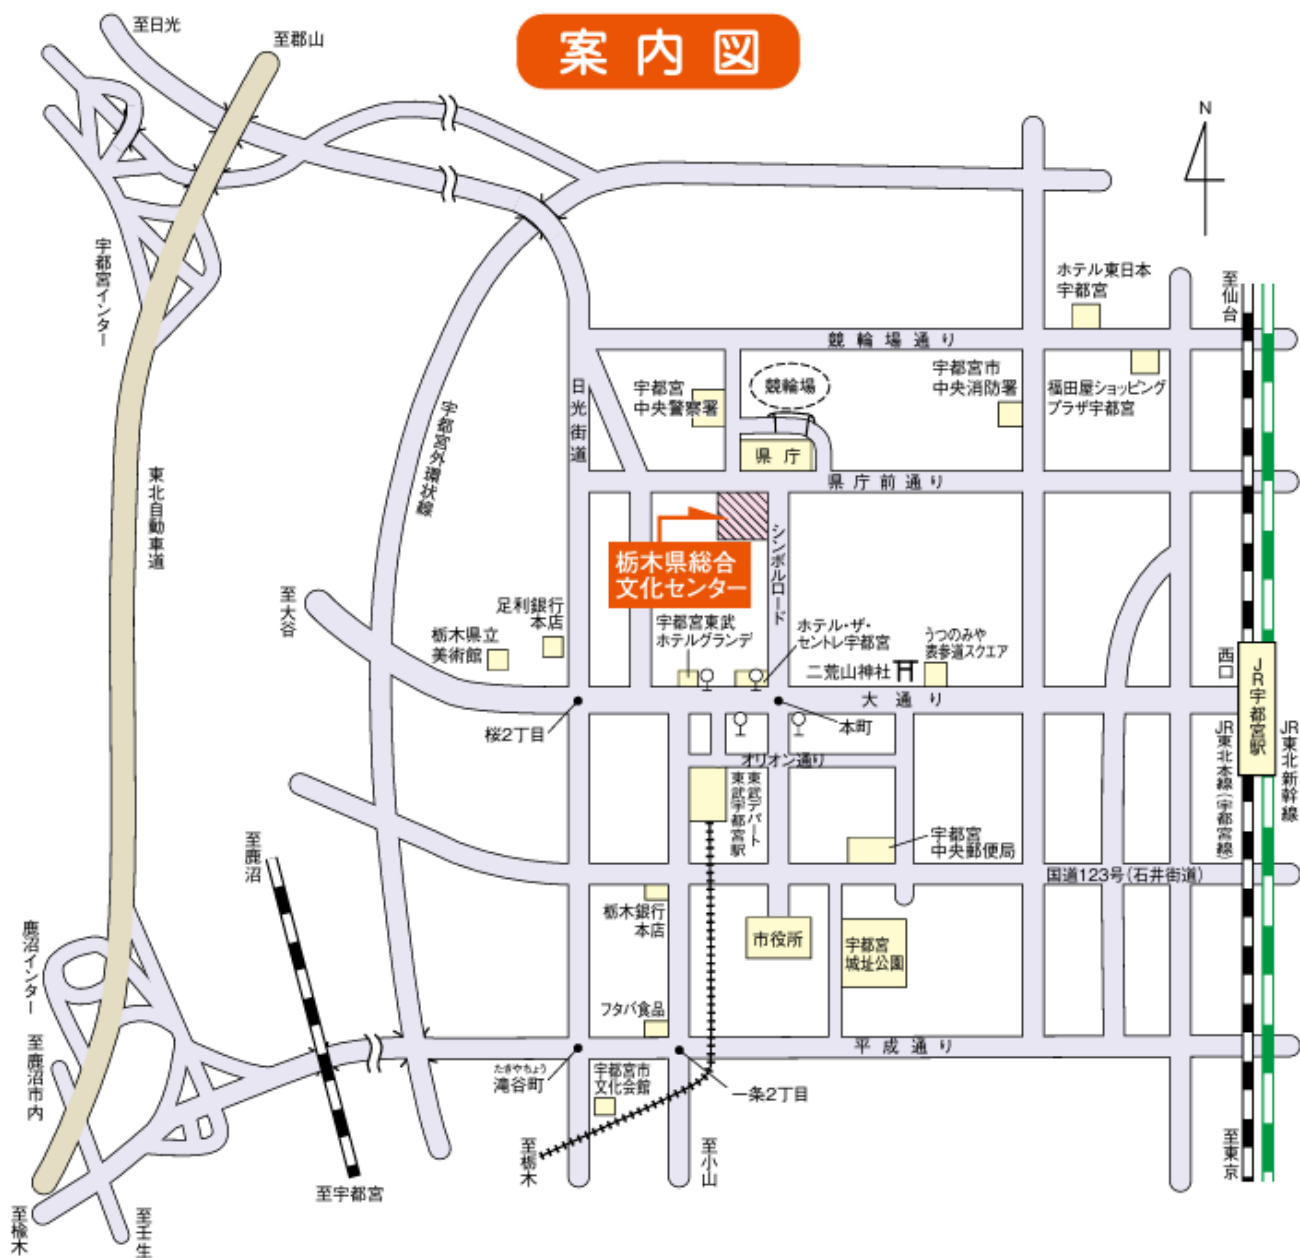 案内図
至日光
至郡山
N
宇都宮インター
ホテル東日本
宇都宮
至仙台
競輪場通り
日光街道
宇都宮
中央警察署
競輪場
宇都宮市
中央消防署
福田屋ショッピング
プラザ宇都宮
宇都宮外環状線
県庁
県庁前通り
東北自動車道
栃木県総合
文化センター
シンボルロード
至大谷
足利銀行
本店
栃木県立
美術館
宇都宮東武
ホテルグランデ
ホテル・ザ・
セントレ宇都宮
うつのみや
表参道スクエア
二荒山神社
西口
JR宇都宮駅
大通り
桜2丁目
本町
JR東北本線(宇都宮線)
JR東北新幹線
オリオン通り
東武デパート
東武宇都宮駅
至鹿沼
宇都宮
中央郵便局
国道123号(石井街道)
栃木銀行
本店
市役所
宇都宮
城址公園
鹿沼インター
フタバ食品
至鹿沼市内
平成通り
たきやちょう
滝谷町
宇都宮市
文化会館
一条2丁目
至栃木
至小山
至東京
至宇都宮
至楡木
至壬生